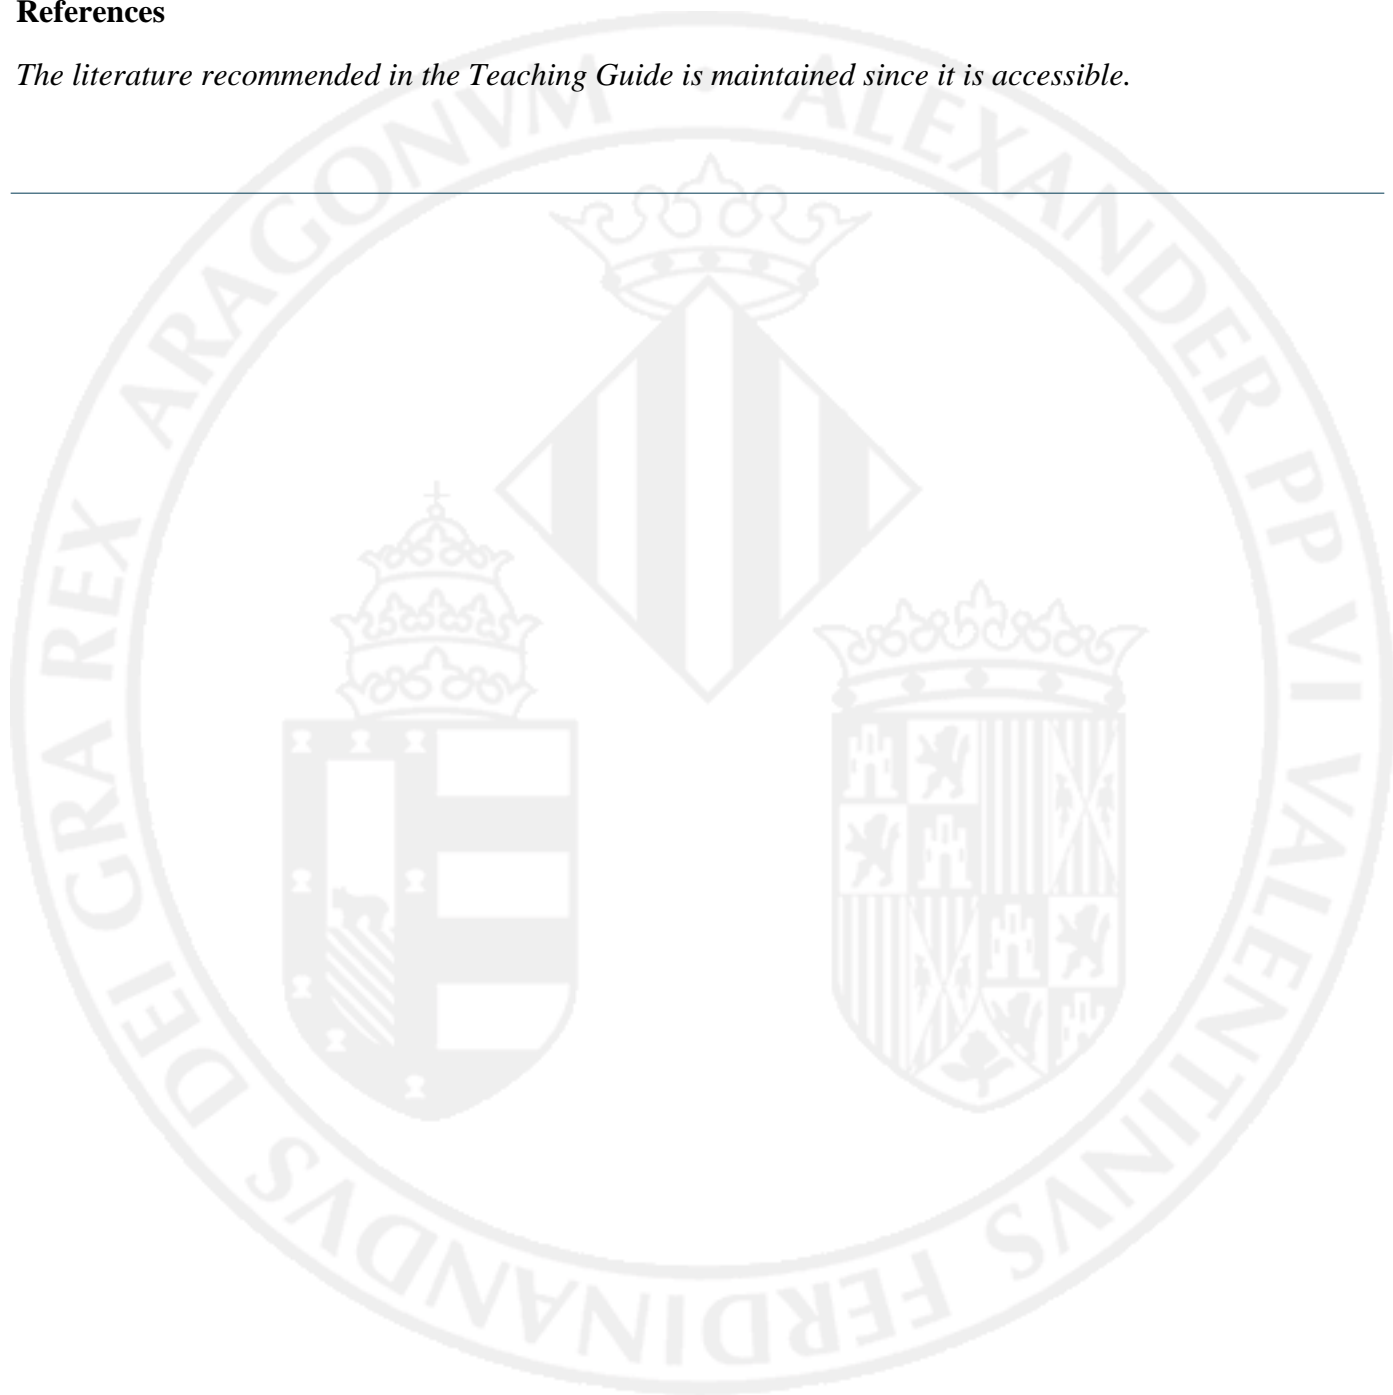 References
The literature recommended in the Teaching Guide is maintained since it is accessible.
ALEXANDER PP VI VALENTINVS FERDINANDVS DEI GRA REX ARAGONVM